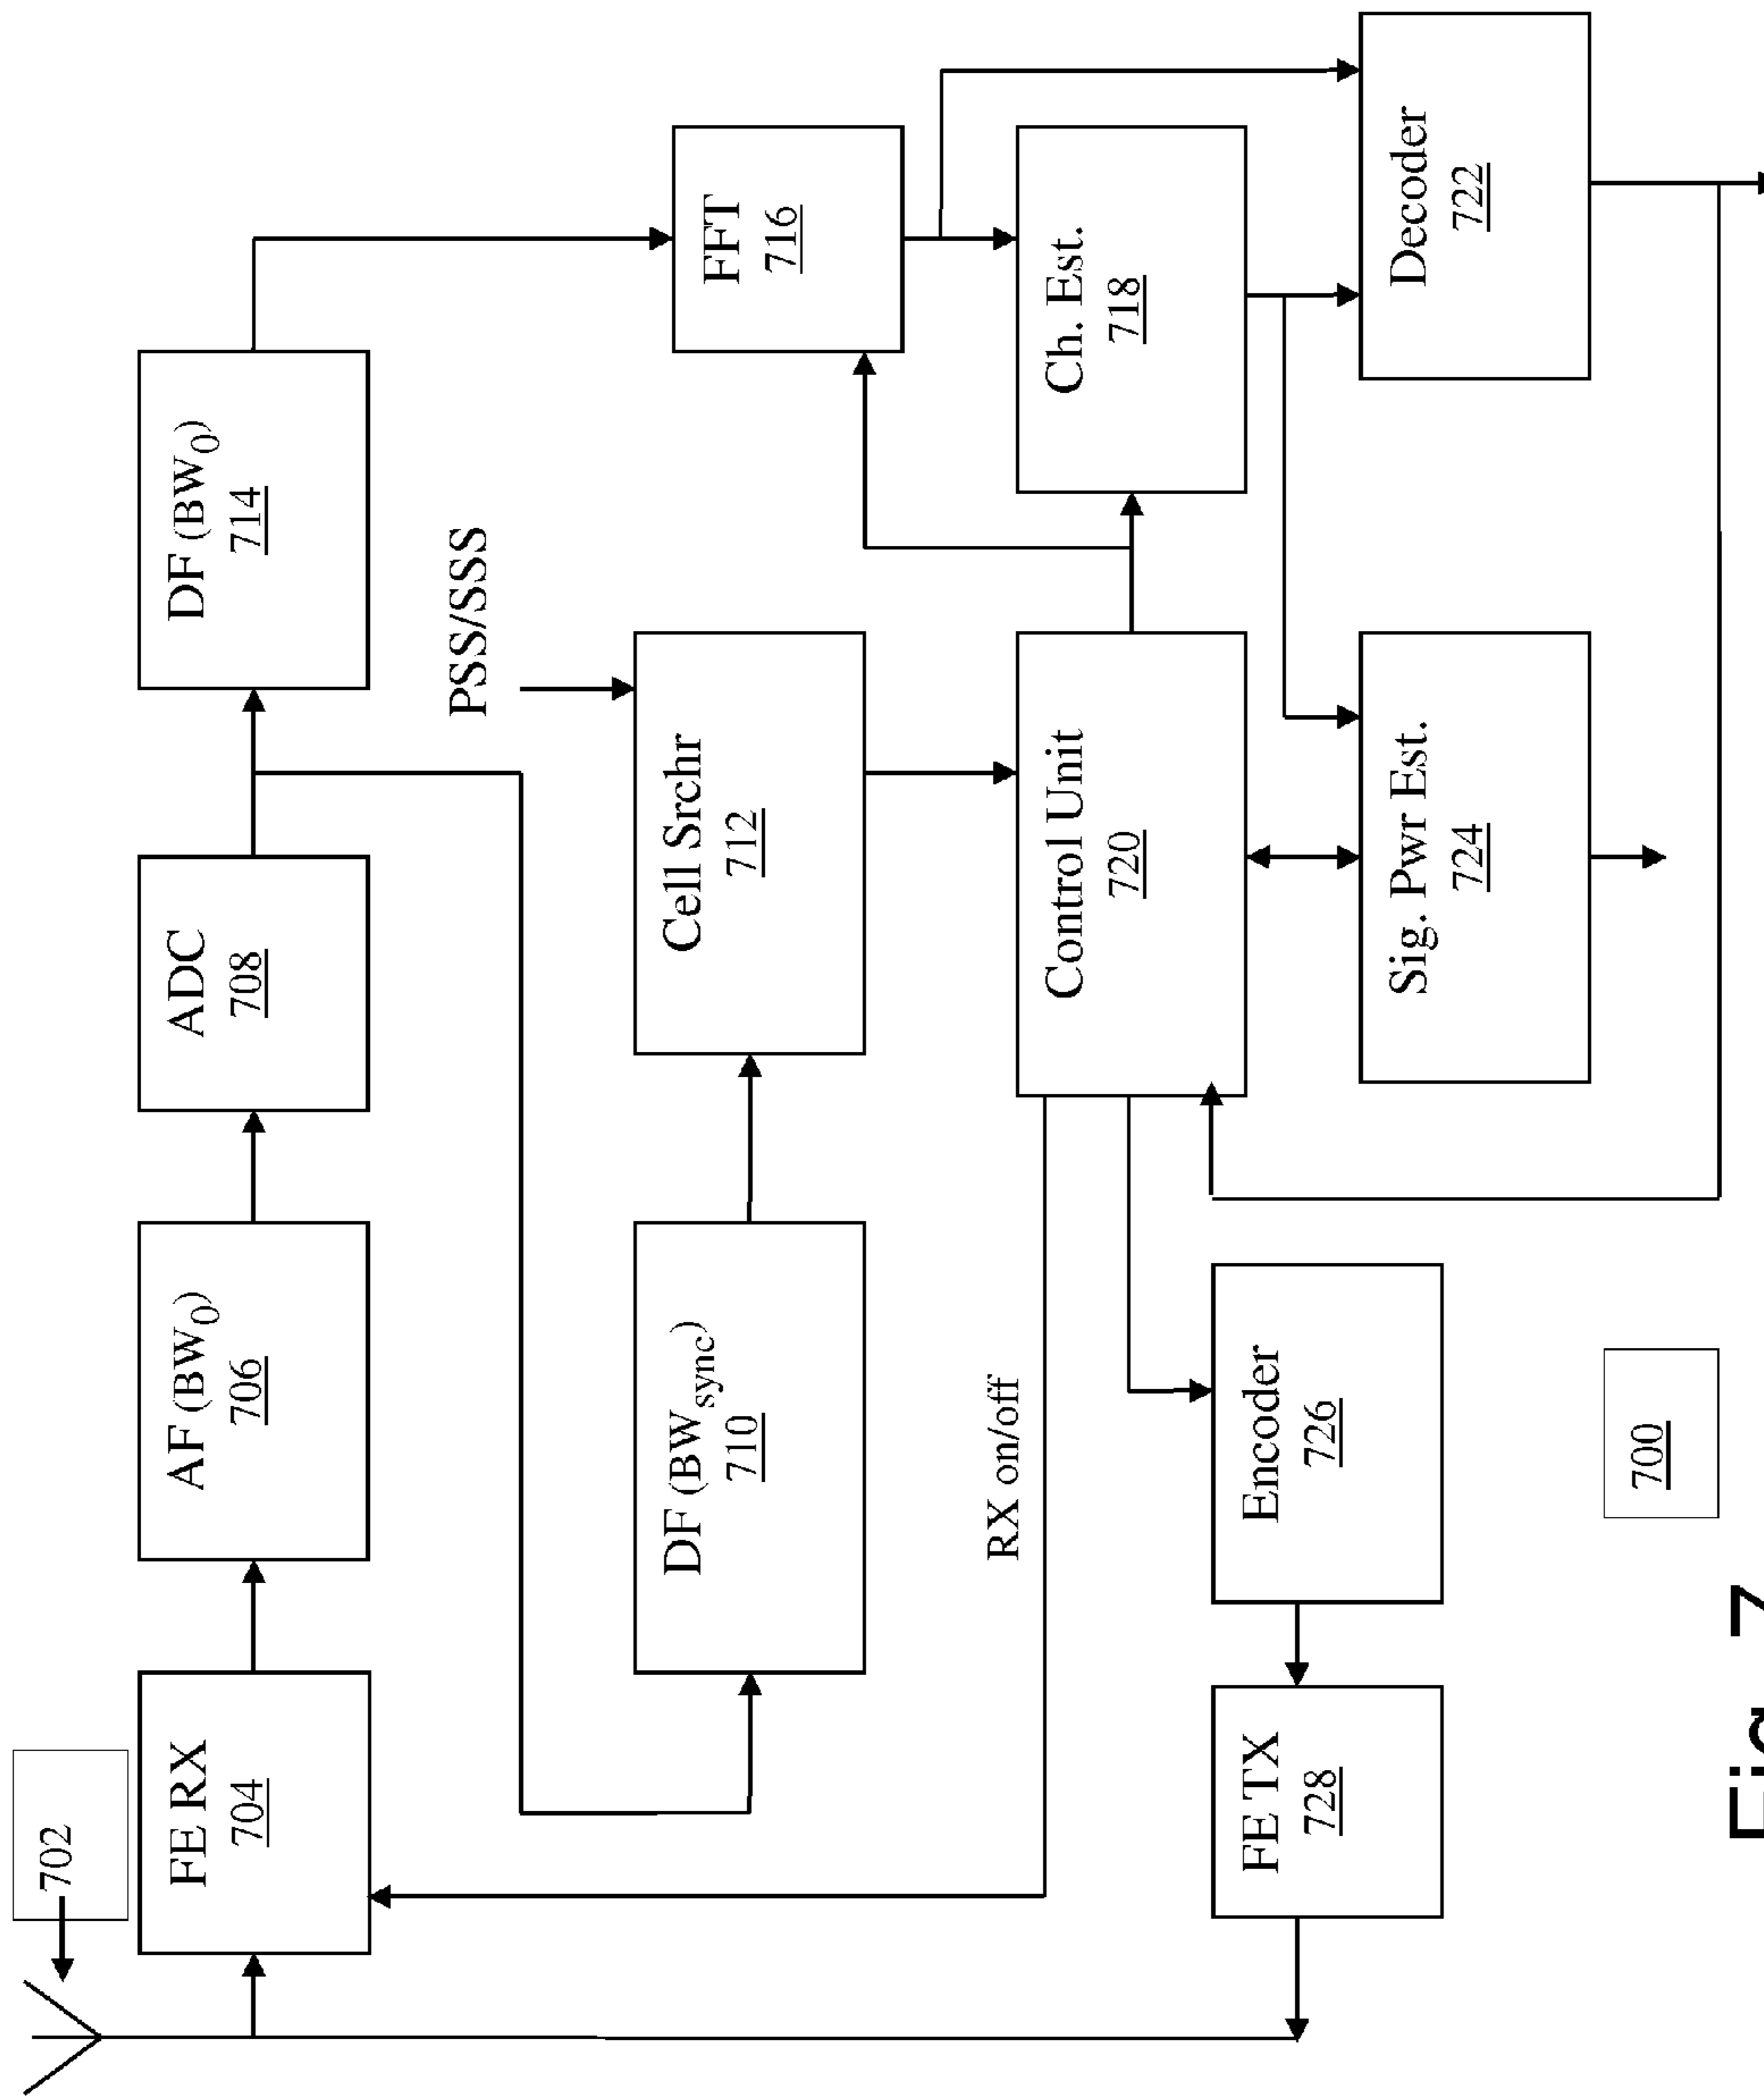 702
FE RX
704
AF (BW0)
706
ADC
708
DF (BW0)
714
PSS/SSS
DF (BWsync)
710
Cell Srchr
712
FFT
716
RX on/off
Control Unit
720
Ch. Est.
718
FE TX
728
Encoder
726
Sig. Pwr Est.
724
Decoder
722
700
Fig 7